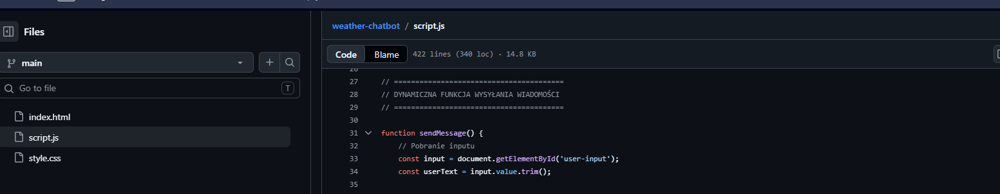 Files
main
Go to file
T
index.html
script.js
style.css
weather-chatbot / script.js
Code
Blame
422 lines (340 loc) · 14.8 KB
26
27 // ========================================
28 // DYNAMICZNA FUNKCJA WYSYŁANIA WIADOMOŚCI
29 // ========================================
30
31 function sendMessage() {
32 // Pobranie inputu
33 const input = document.getElementById('user-input');
34 const userText = input.value.trim();
35